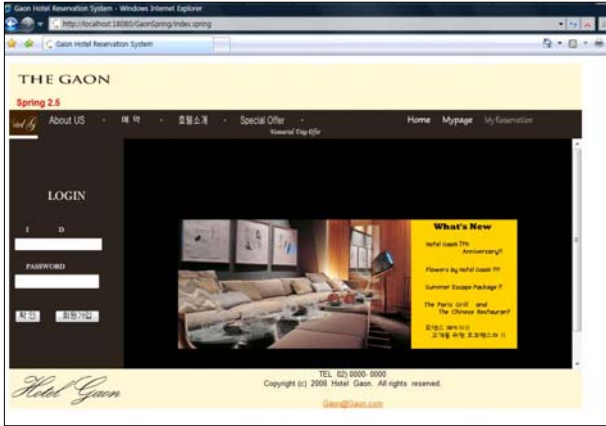 Gaon Hotel Reservation System - Windows Internet Explorer
http://localhost:18080/GaonSpring/index.spring
Gaon Hotel Reservation System
THE GAON
Spring 2.5
About US · 예 약 · 호텔소개 · Special Offer · Home Mypage MyReservation
Memorial Day Offer
LOGIN
I D
PASSWORD
확 인 회원가입
What's New
Hotel Gaon 7th
Anniversary!!
Flowers by Hotel Gaon !!!
Summer Escape Package !!
The Paris Grill and
The Chinese Restaurant
Hotel Gaon
TEL 02) 0000- 0000
Copyright (c) 2008 Hotel Gaon. All rights reserved.
Gaon@Gaon.com